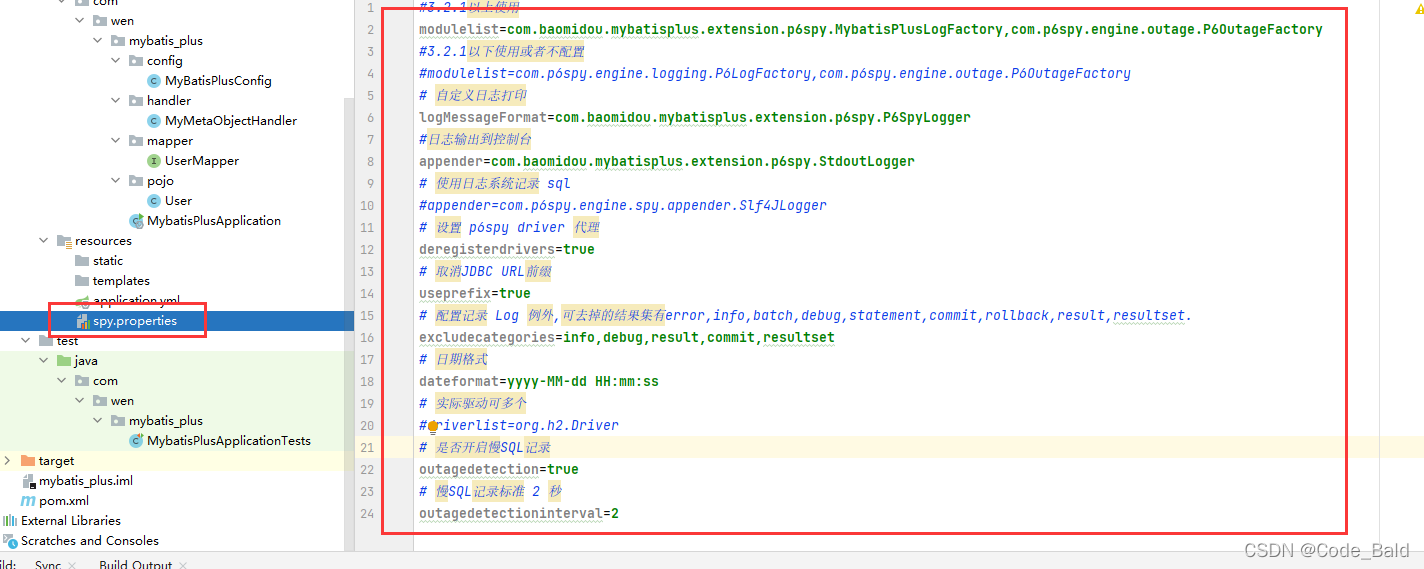 com
wen
mybatis_plus
config
MyBatisPlusConfig
handler
MyMetaObjectHandler
mapper
UserMapper
pojo
User
MybatisPlusApplication
resources
static
templates
application.yml
spy.properties
test
java
com
wen
mybatis_plus
MybatisPlusApplicationTests
target
mybatis_plus.iml
pom.xml
External Libraries
Scratches and Consoles
ild: Sync × Build Output ×
1 #3.2.1以上使用
2 modulelist=com.baomidou.mybatisplus.extension.p6spy.MybatisPlusLogFactory,com.p6spy.engine.outage.P6OutageFactory
3 #3.2.1以下使用或者不配置
4 #modulelist=com.p6spy.engine.logging.P6LogFactory,com.p6spy.engine.outage.P6OutageFactory
5 # 自定义日志打印
6 logMessageFormat=com.baomidou.mybatisplus.extension.p6spy.P6SpyLogger
7 #日志输出到控制台
8 appender=com.baomidou.mybatisplus.extension.p6spy.StdoutLogger
9 # 使用日志系统记录 sql
10 #appender=com.p6spy.engine.spy.appender.Slf4JLogger
11 # 设置 p6spy driver 代理
12 deregisterdrivers=true
13 # 取消JDBC URL前缀
14 useprefix=true
15 # 配置记录 Log 例外,可去掉的结果集有error,info,batch,debug,statement,commit,rollback,result,resultset.
16 excludecategories=info,debug,result,commit,resultset
17 # 日期格式
18 dateformat=yyyy-MM-dd HH:mm:ss
19 # 实际驱动可多个
20 #driverlist=org.h2.Driver
21 # 是否开启慢SQL记录
22 outagedetection=true
23 # 慢SQL记录标准 2 秒
24 outagedetectioninterval=2
CSDN @Code_Bald